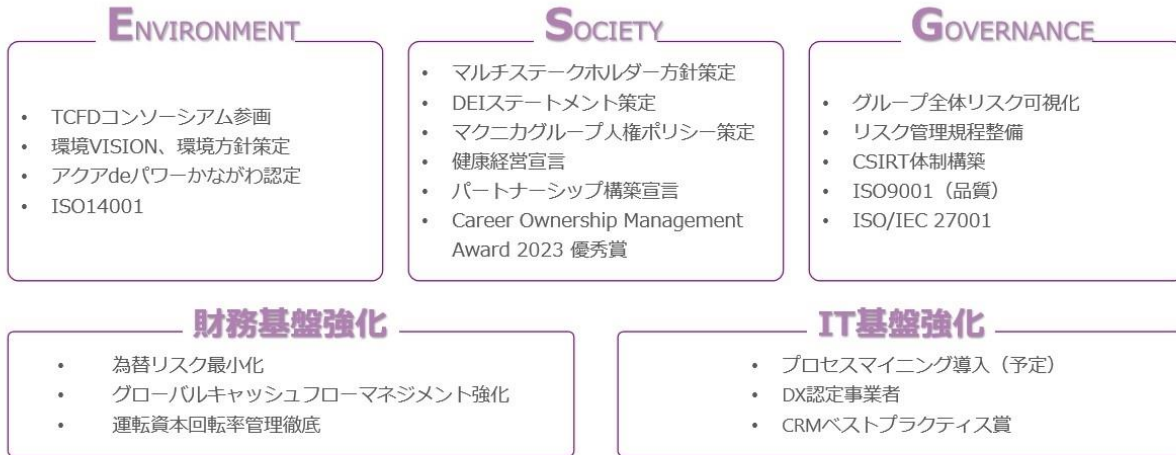 ENVIRONMENT
• TCFDコンソーシアム参画
• 環境VISION、環境方針策定
• アクアdeパワーかながわ認定
• ISO14001
SOCIETY
• マルチステークホルダー方針策定
• DEIステートメント策定
• マクニカグループ人権ポリシー策定
• 健康経営宣言
• パートナーシップ構築宣言
• Career Ownership Management
Award 2023 優秀賞
GOVERNANCE
• グループ全体リスク可視化
• リスク管理規程整備
• CSIRT体制構築
• ISO9001（品質）
• ISO/IEC 27001
財務基盤強化
• 為替リスク最小化
• グローバルキャッシュフローマネジメント強化
• 運転資本回転率管理徹底
IT基盤強化
• プロセスマイニング導入（予定）
• DX認定事業者
• CRMベストプラクティス賞